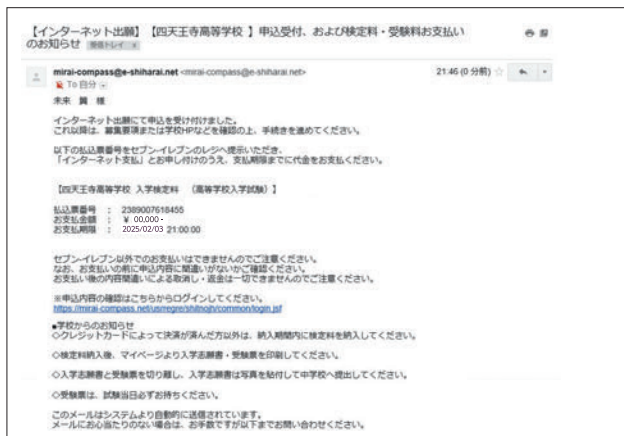 【インターネット出願】【四天王寺高等学校 】申込受付、および検定料・受験料お支払い
のお知らせ 受信トレイ x
mirai-compass@e-shiharai.net <mirai-compass@e-shiharai.net> 21:46 (0 分前)
To 自分
未来 翼 様
インターネット出願にて申込を受け付けました。
これ以降は、募集要項または学校HPなどを確認の上、手続きを進めてください。
以下の払込票番号をセブン-イレブンのレジへ提示いただき、
「インターネット支払」とお申し付けのうえ、支払期限までに代金をお支払ください。
【四天王寺高等学校 入学検定料 （高等学校入学試験）】
払込票番号 ： 2389007618455
お支払金額 ： ¥ 00,000-
お支払期限 ： 2025/02/03 21:00:00
セブン-イレブン以外でのお支払いはできませんのでご注意ください。
なお、お支払いの前に申込内容に間違いがないかご確認ください。
お支払い後の内容間違いによる取消し・返金は一切できませんのでご注意ください。
※申込内容の確認はこちらからログインしてください。
■学校からのお知らせ
◇クレジットカードによって決済が済んだ方以外は、納入期間内に検定料を納入してください。
◇検定料納入後、マイページより入学志願書・受験票を印刷してください。
◇入学志願書と受験票を切り離し、入学志願書は写真を貼付して中学校へ提出してください。
◇受験票は、試験当日必ずお持ちください。
このメールはシステムより自動的に送信されています。
メールにお心当たりのない場合は、お手数ですが以下までお問い合わせください。